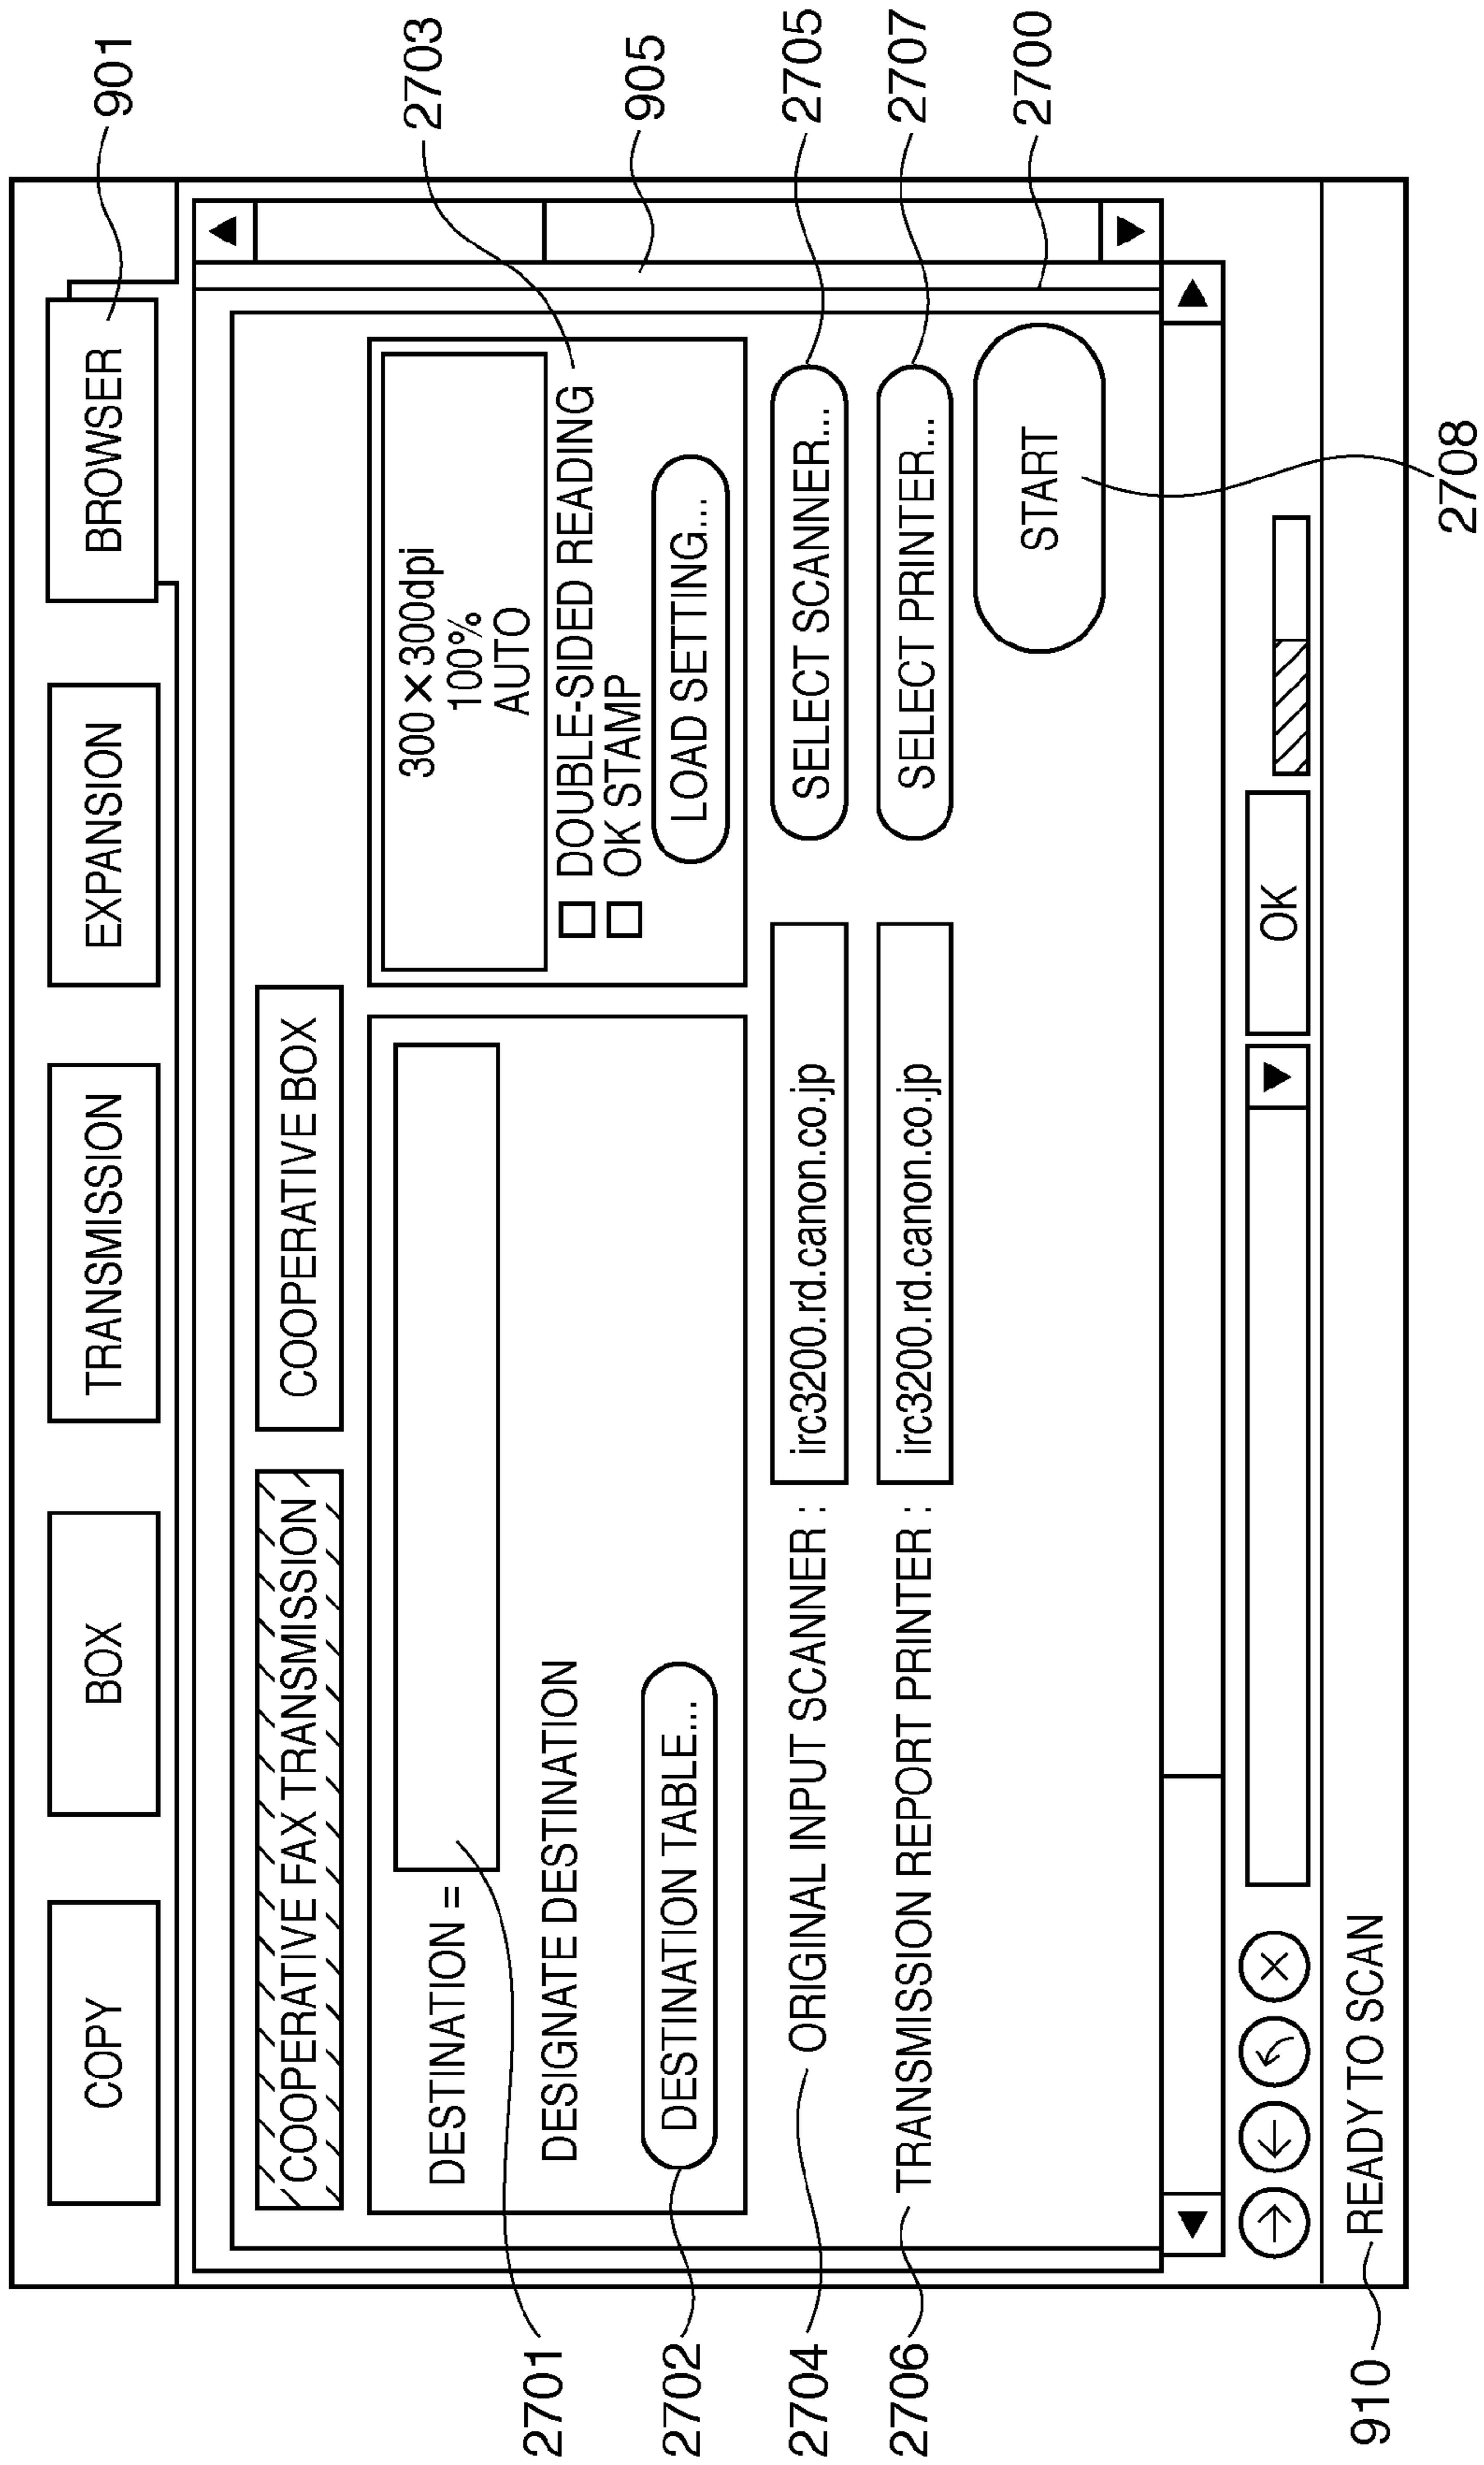 COPY
BOX
TRANSMISSION
EXPANSION
BROWSER
901
COOPERATIVE FAX TRANSMISSION
COOPERATIVE BOX
DESTINATION =
2701
DESIGNATE DESTINATION
DESTINATION TABLE...
2702
300×300dpi
100%
AUTO
DOUBLE-SIDED READING
2703
OK STAMP
LOAD SETTING...
905
2704
ORIGINAL INPUT SCANNER :
irc3200.rd.canon.co.jp
SELECT SCANNER...
2705
2706
TRANSMISSION REPORT PRINTER :
irc3200.rd.canon.co.jp
SELECT PRINTER...
2707
START
2700
OK
2708
910
READY TO SCAN